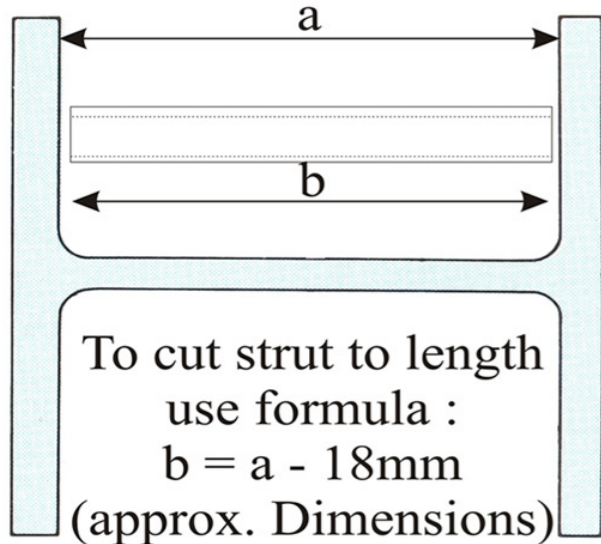 a
b
To cut strut to length
use formula :
b = a - 18mm
(approx. Dimensions)